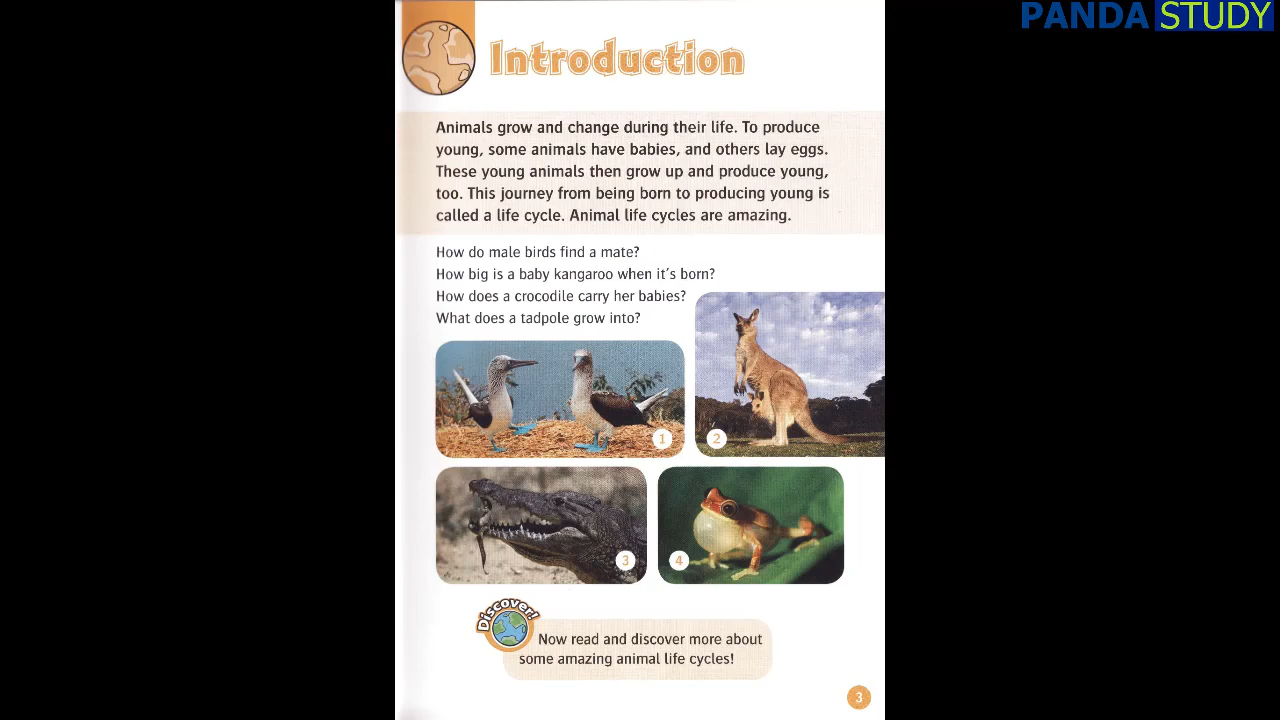 PANDA STUDY
Introduction
Animals grow and change during their life. To produce
young, some animals have babies, and others lay eggs.
These young animals then grow up and produce young,
too. This journey from being born to producing young is
called a life cycle. Animal life cycles are amazing.
How do male birds find a mate?
How big is a baby kangaroo when it's born?
How does a crocodile carry her babies?
What does a tadpole grow into?
1
2
3
4
Discover!
Now read and discover more about
some amazing animal life cycles!
3